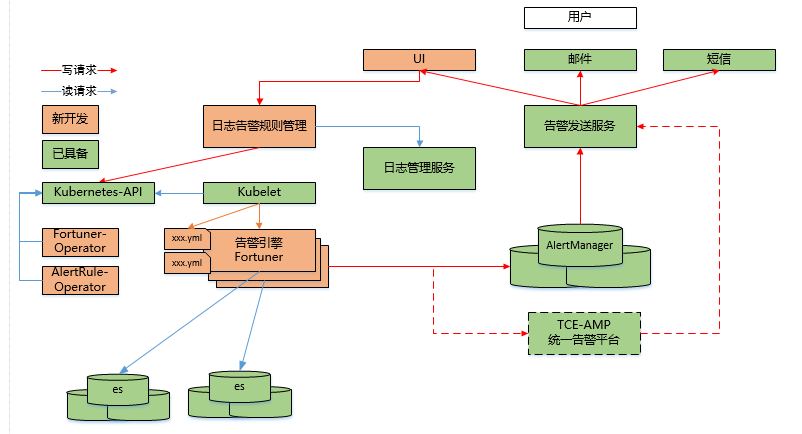 用户
UI
邮件
短信
写请求
读请求
新开发
日志告警规则管理
告警发送服务
已具备
日志管理服务
Kubernetes-API
Kubelet
xxx.yml
告警引擎
Fortuner
Fortuner-
Operator
AlertManager
xxx.yml
AlertRule-
Operator
TCE-AMP
统一告警平台
es
es